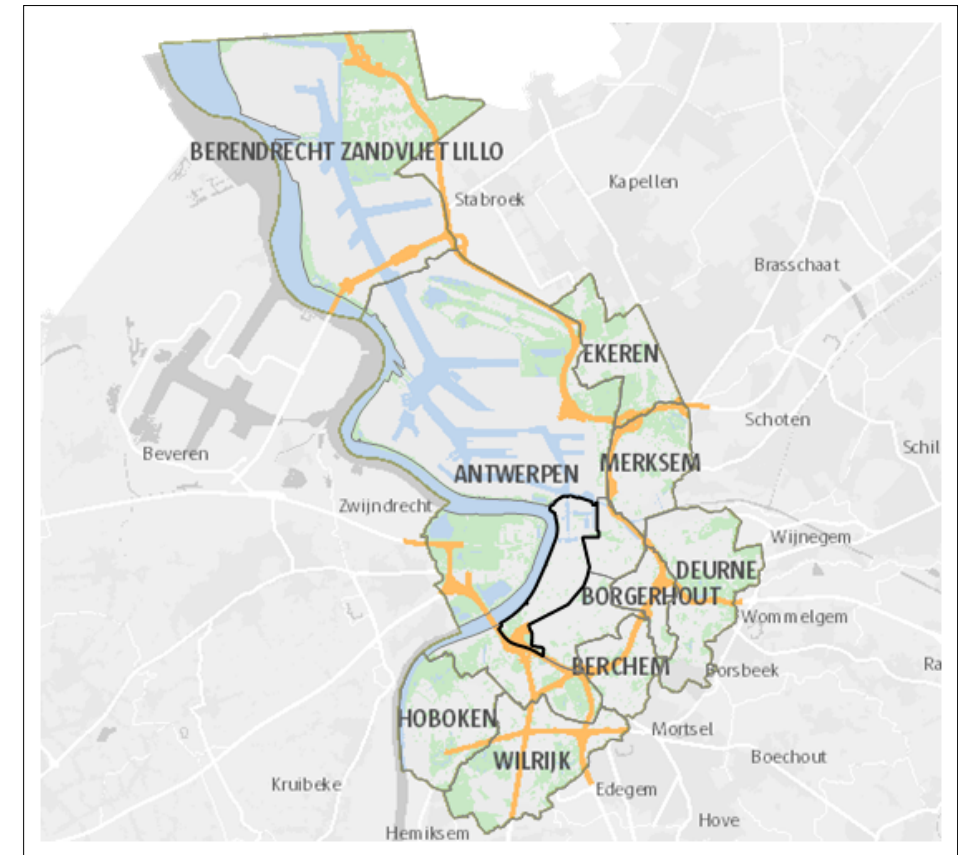 BERENDRECHT ZANDVLIET LILLO
Kapellen
Stabroek
Brasschaat
EKEREN
Schoten
Schil
Beveren
MERKSEM
ANTWERPEN
Zwijndrecht
Wijnegem
DEURNE
BORGERHOUT
Wommelgem
BERCHEM
Borsbeek
Ra
HOBOKEN
Mortsel
Boechout
WILRIJK
Kruibeke
Edegem
Hove
Hemiksem